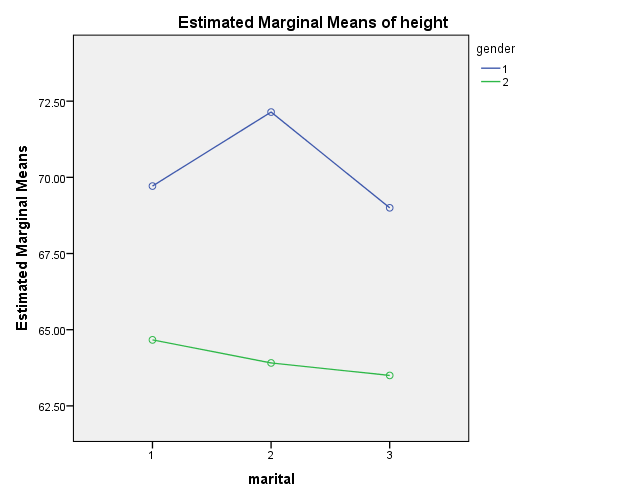 Estimated Marginal Means of height
gender
1
2
Estimated Marginal Means
72.50
70.00
67.50
65.00
62.50
1 2 3
marital